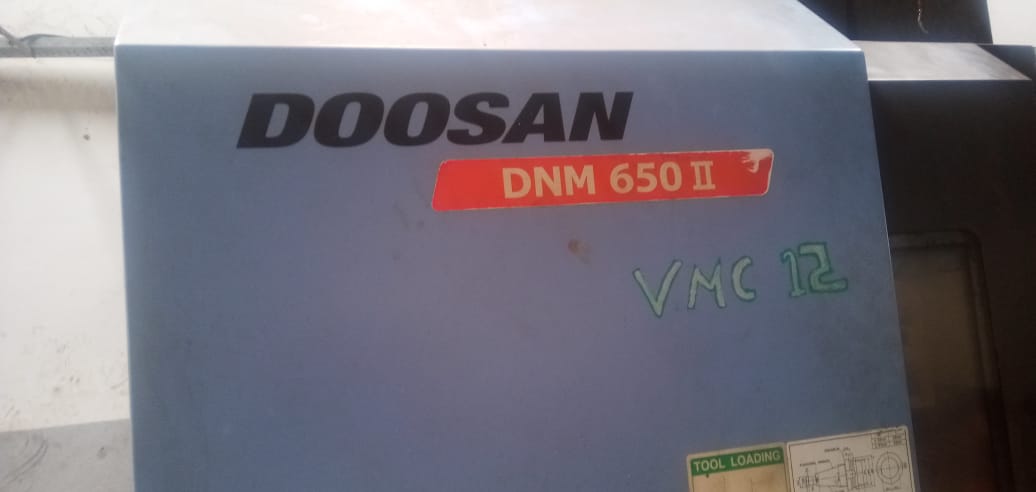 DOOSAN
DNM 650 II
VMC 12
TOOL LOADING